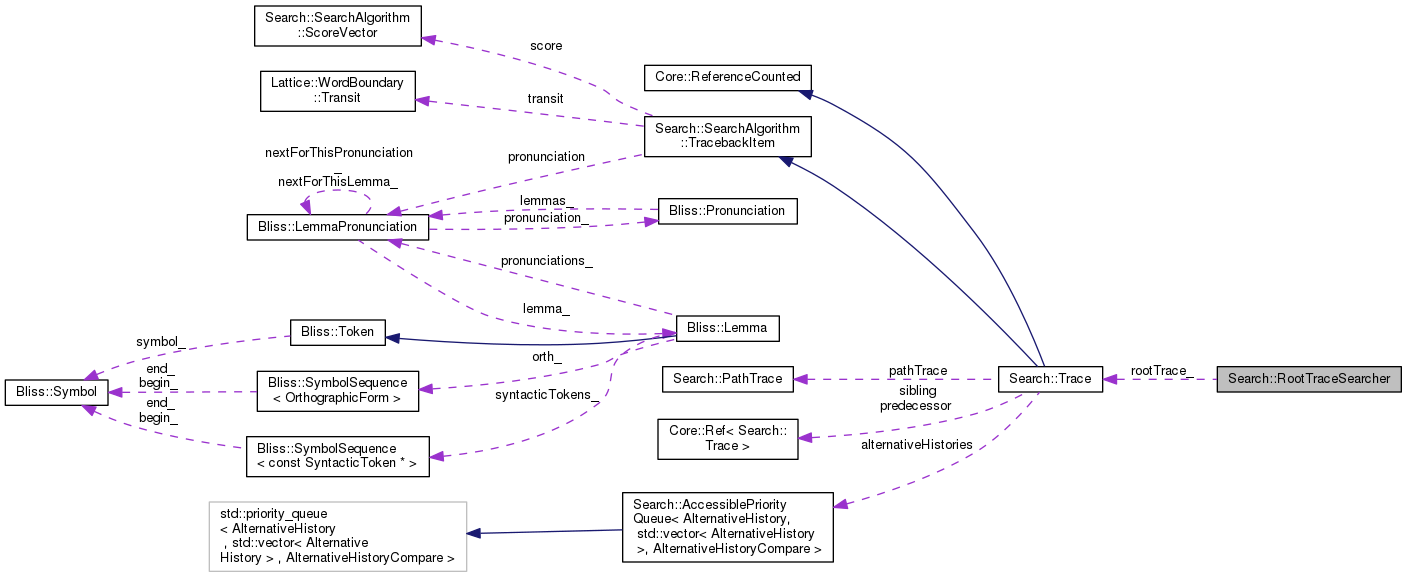 Search::SearchAlgorithm
::ScoreVector
score
Core::ReferenceCounted
Lattice::WordBoundary
::Transit
transit
Search::SearchAlgorithm
::TracebackItem
nextForThisPronunciation
_
nextForThisLemma_
pronunciation
lemmas_
pronunciation_
Bliss::Pronunciation
Bliss::LemmaPronunciation
pronunciations_
lemma_
Bliss::Token
Bliss::Lemma
symbol_
orth_
end_
begin_
Bliss::SymbolSequence
< OrthographicForm >
Bliss::Symbol
syntacticTokens_
end_
begin_
Bliss::SymbolSequence
< const SyntacticToken * >
Search::PathTrace
pathTrace
Search::Trace
rootTrace_
Search::RootTraceSearcher
sibling
predecessor
Core::Ref< Search::
Trace >
alternativeHistories
Search::AccessiblePriority
Queue< AlternativeHistory,
std::vector< AlternativeHistory
>, AlternativeHistoryCompare >
std::priority_queue
< AlternativeHistory
, std::vector< Alternative
History > , AlternativeHistoryCompare >